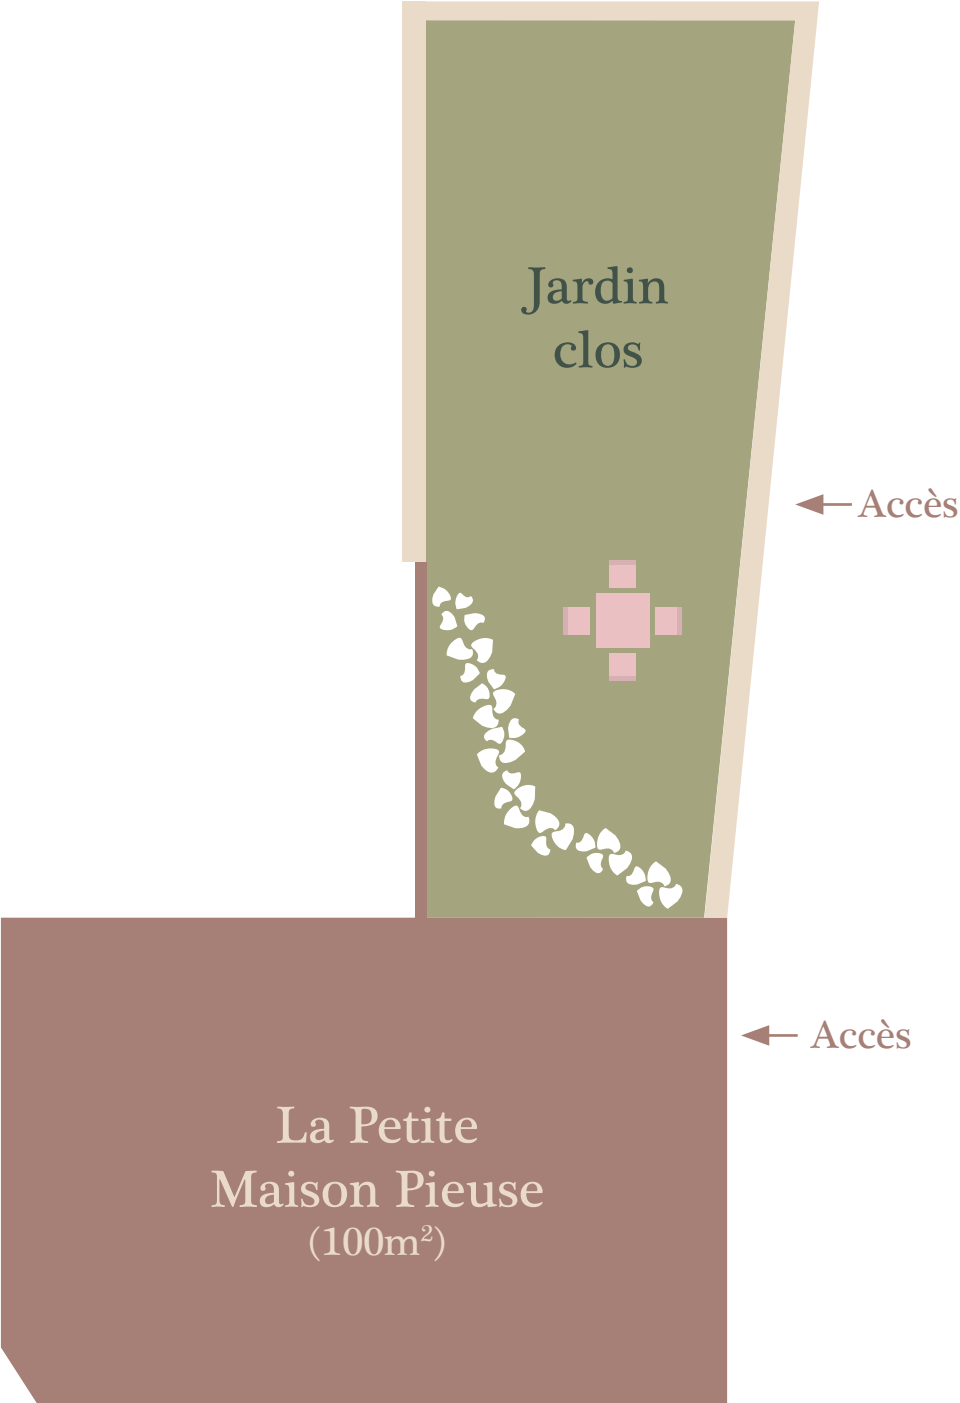 Jardin
clos
Accès
Accès
La Petite
Maison Pieuse
(100m²)